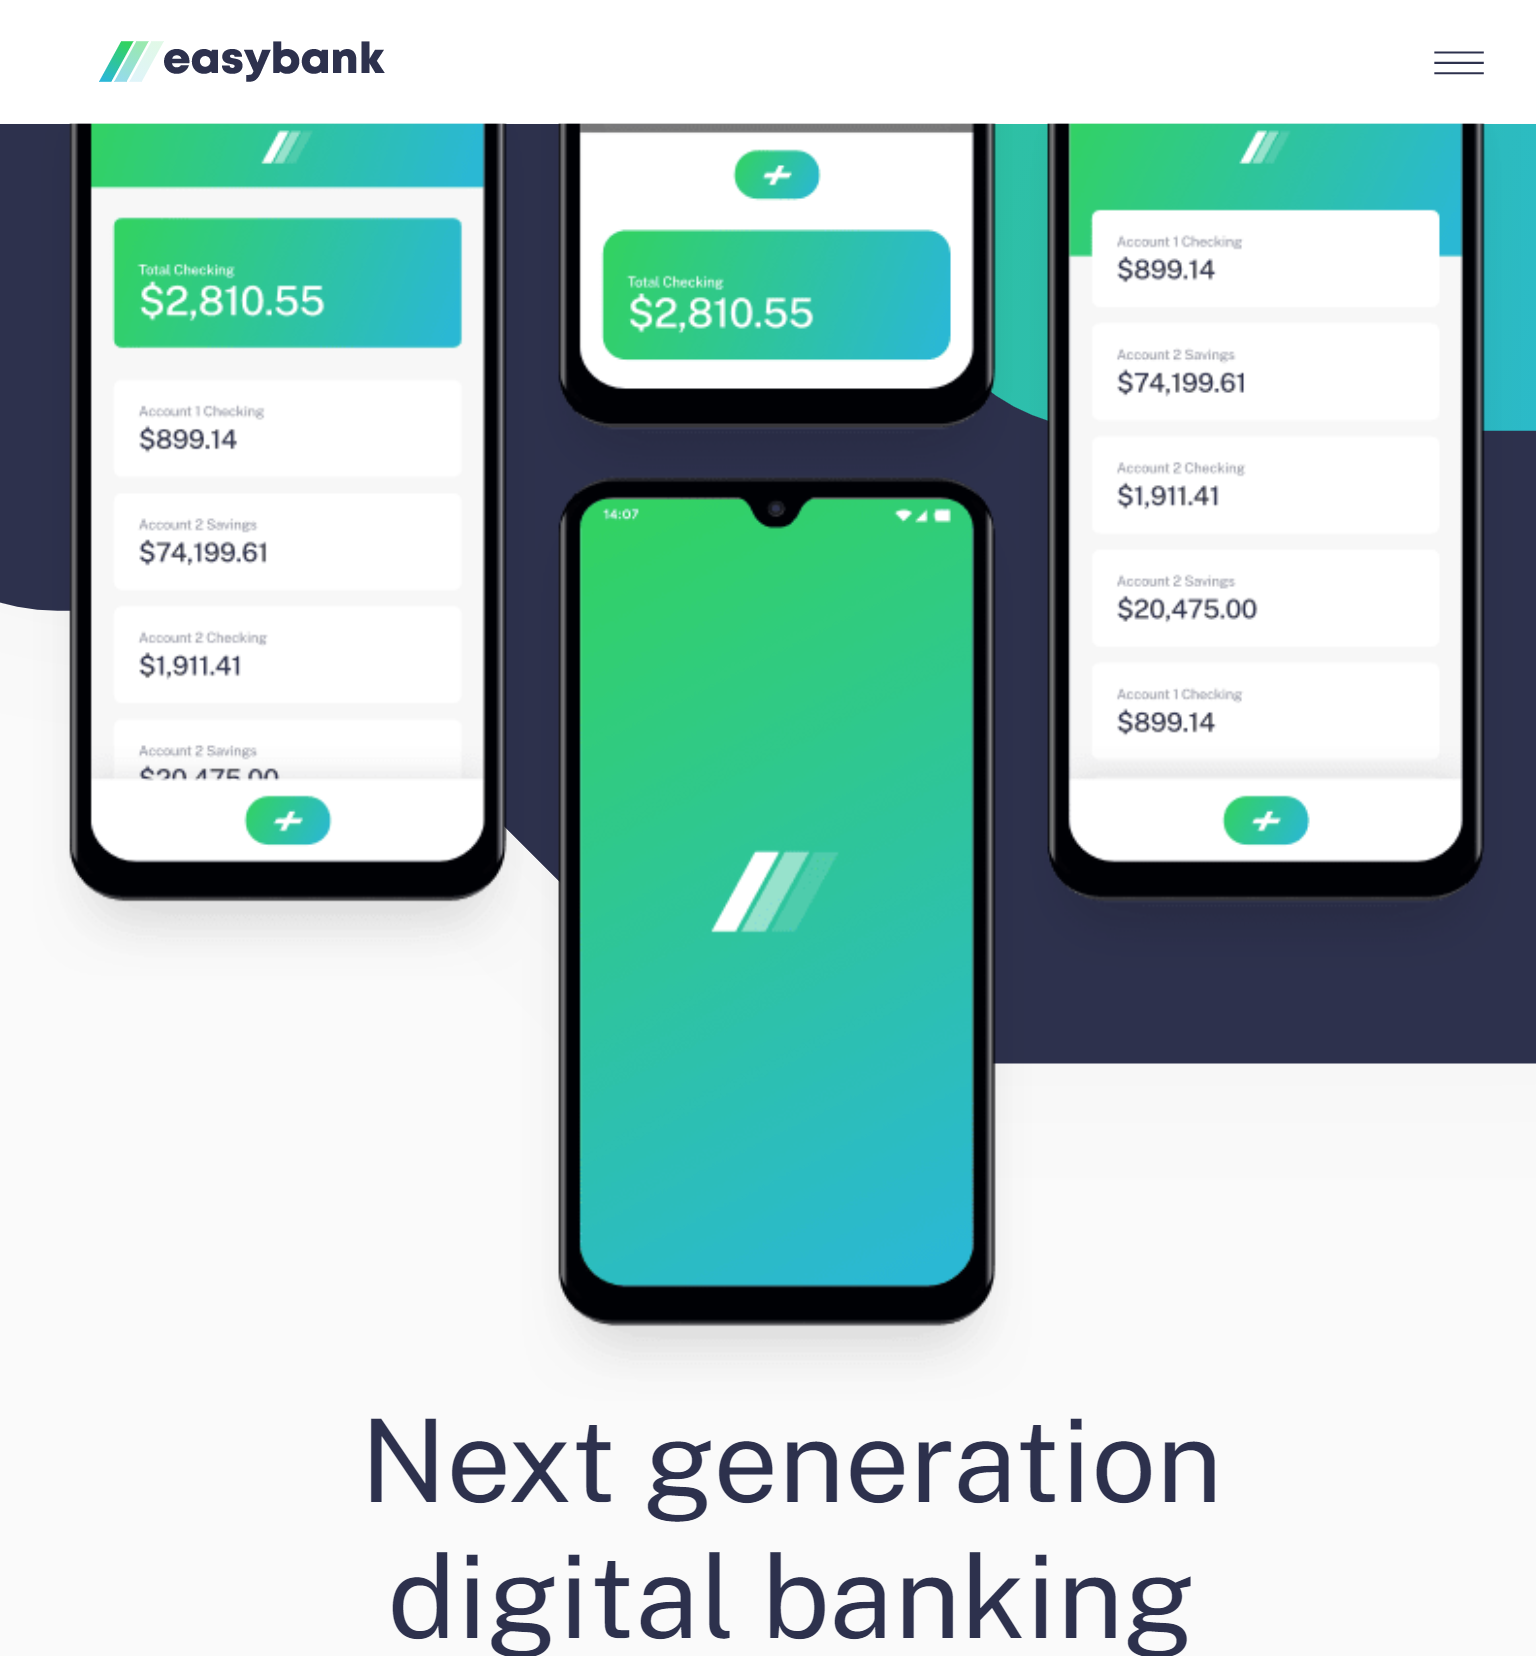 easybank
Total Checking
$2,810.55
Account 1 Checking
$899.14
Account 2 Savings
$74,199.61
Account 2 Checking
$1,911.41
Account 2 Savings
$20,475.00
Total Checking
$2,810.55
14:07
Account 1 Checking
$899.14
Account 2 Savings
$74,199.61
Account 2 Checking
$1,911.41
Account 2 Savings
$20,475.00
Account 1 Checking
$899.14
Next generation
digital banking